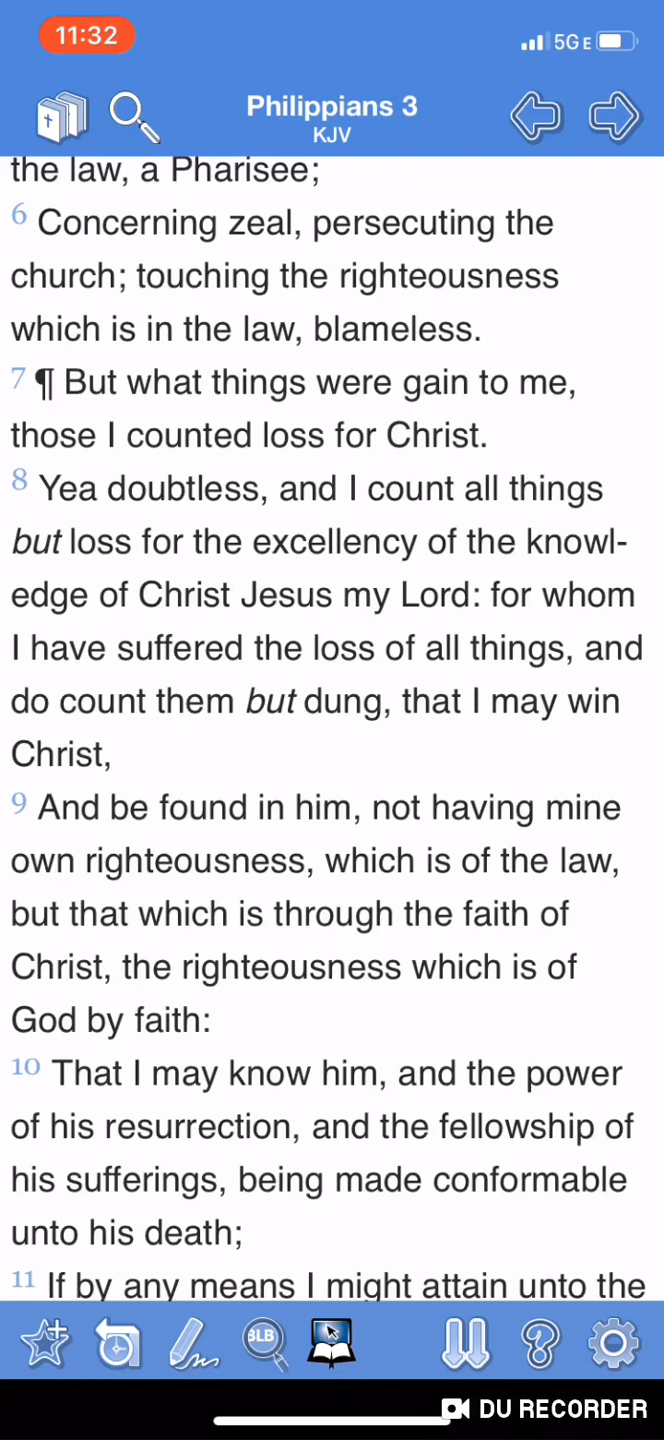 11:32
5GE
Philippians 3
KJV
the law, a Pharisee;
6 Concerning zeal, persecuting the
church; touching the righteousness
which is in the law, blameless.
7 ¶ But what things were gain to me,
those I counted loss for Christ.
8 Yea doubtless, and I count all things
but loss for the excellency of the knowl-
edge of Christ Jesus my Lord: for whom
I have suffered the loss of all things, and
do count them but dung, that I may win
Christ,
9 And be found in him, not having mine
own righteousness, which is of the law,
but that which is through the faith of
Christ, the righteousness which is of
God by faith:
10 That I may know him, and the power
of his resurrection, and the fellowship of
his sufferings, being made conformable
unto his death;
11 If by any means I might attain unto the
BLB
DU RECORDER